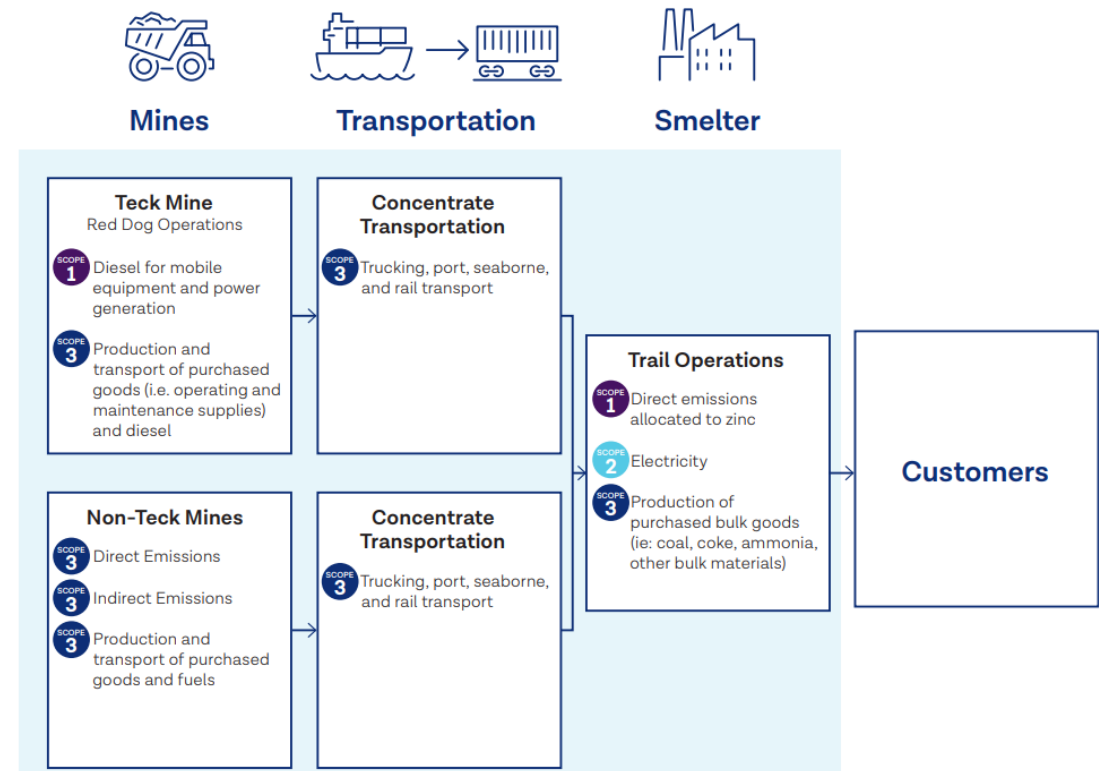 Mines
Transportation
Smelter
Teck Mine
Red Dog Operations
SCOPE
1
Diesel for mobile
equipment and power
generation
SCOPE
3
Production and
transport of purchased
goods (i.e. operating and
maintenance supplies)
and diesel
Concentrate
Transportation
SCOPE
3
Trucking, port, seaborne,
and rail transport
Non-Teck Mines
SCOPE
3
Direct Emissions
SCOPE
3
Indirect Emissions
SCOPE
3
Production and
transport of purchased
goods and fuels
Concentrate
Transportation
SCOPE
3
Trucking, port, seaborne,
and rail transport
Trail Operations
SCOPE
1
Direct emissions
allocated to zinc
SCOPE
2
Electricity
SCOPE
3
Production of
purchased bulk goods
(ie: coal, coke, ammonia,
other bulk materials)
Customers